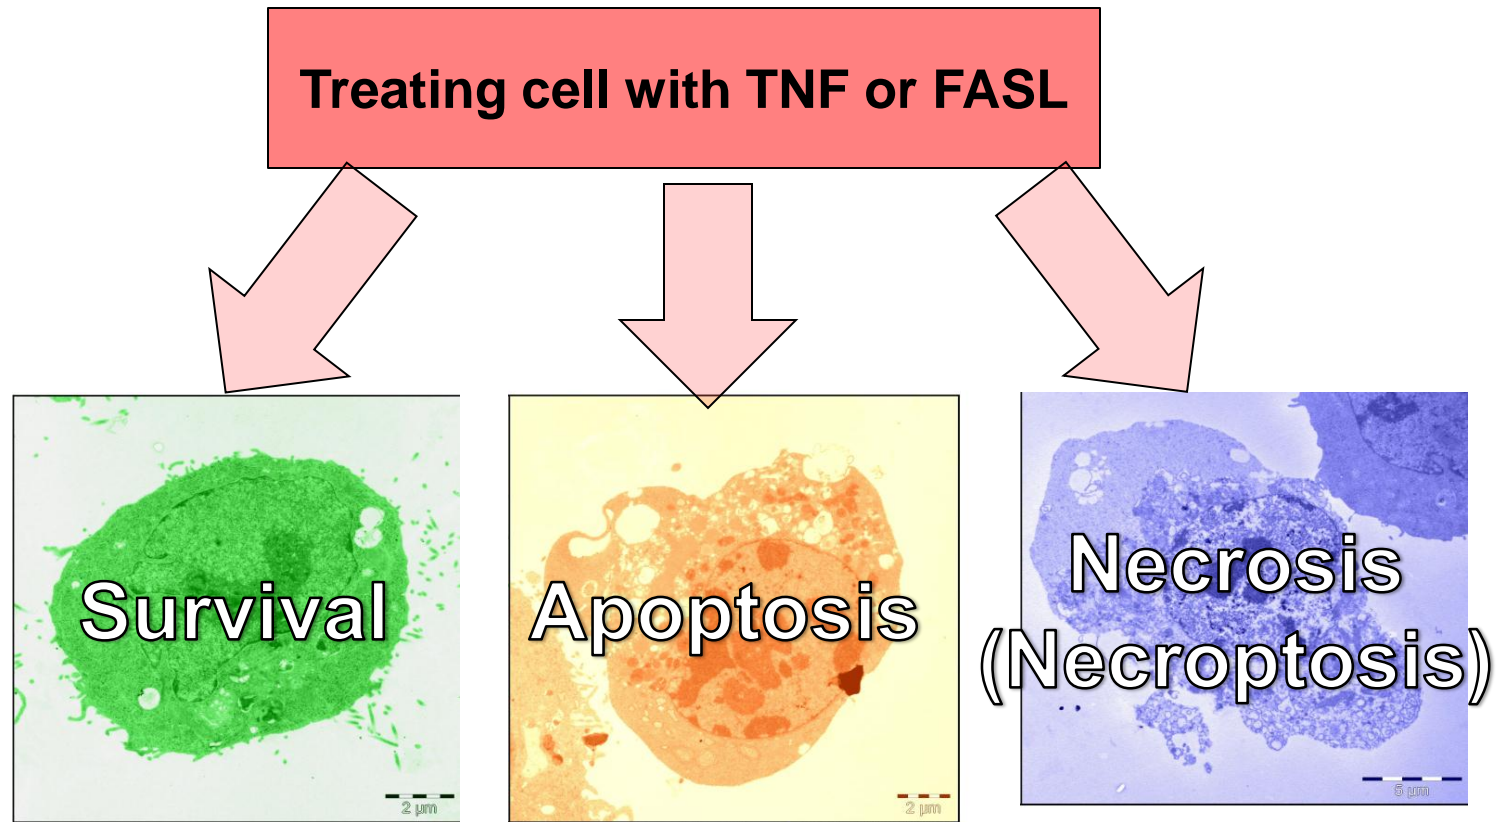 Treating cell with TNF or FASL
Survival
Apoptosis
Necrosis
(Necroptosis)
2 µm
2 µm
5 µm